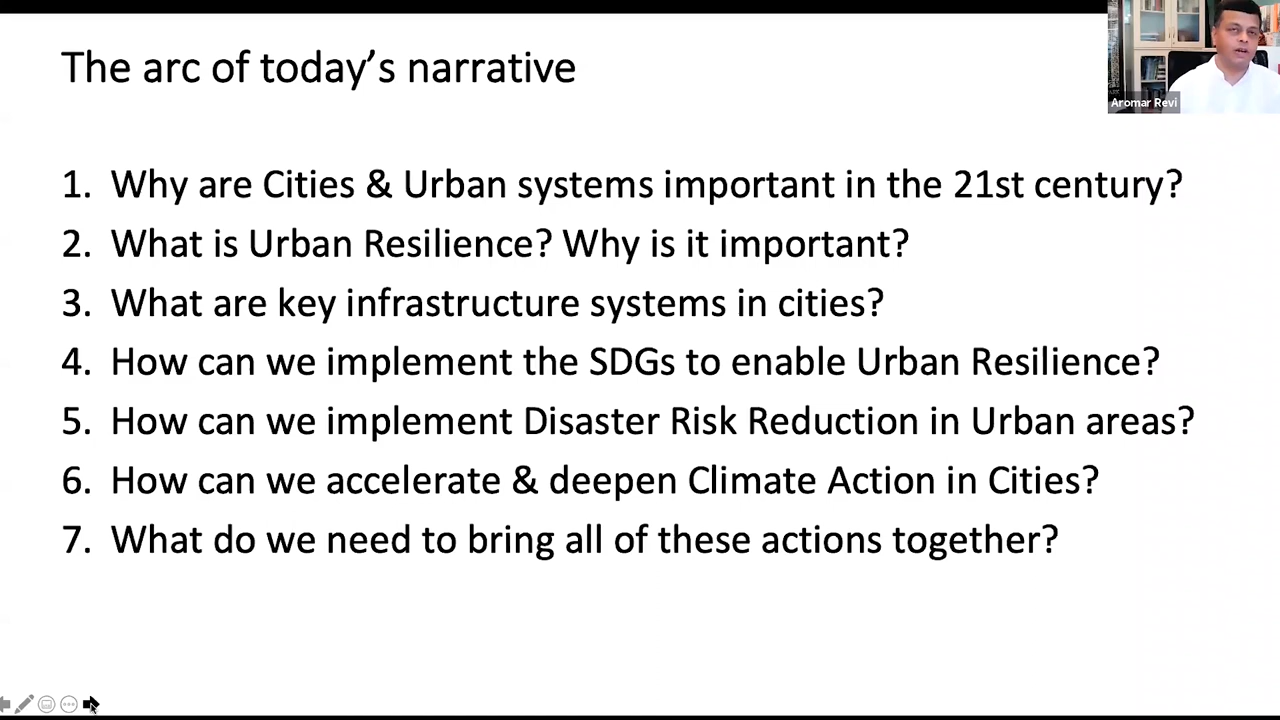 The arc of today's narrative
Aromar Revi
1. Why are Cities & Urban systems important in the 21st century?
2. What is Urban Resilience? Why is it important?
3. What are key infrastructure systems in cities?
4. How can we implement the SDGs to enable Urban Resilience?
5. How can we implement Disaster Risk Reduction in Urban areas?
6. How can we accelerate & deepen Climate Action in Cities?
7. What do we need to bring all of these actions together?